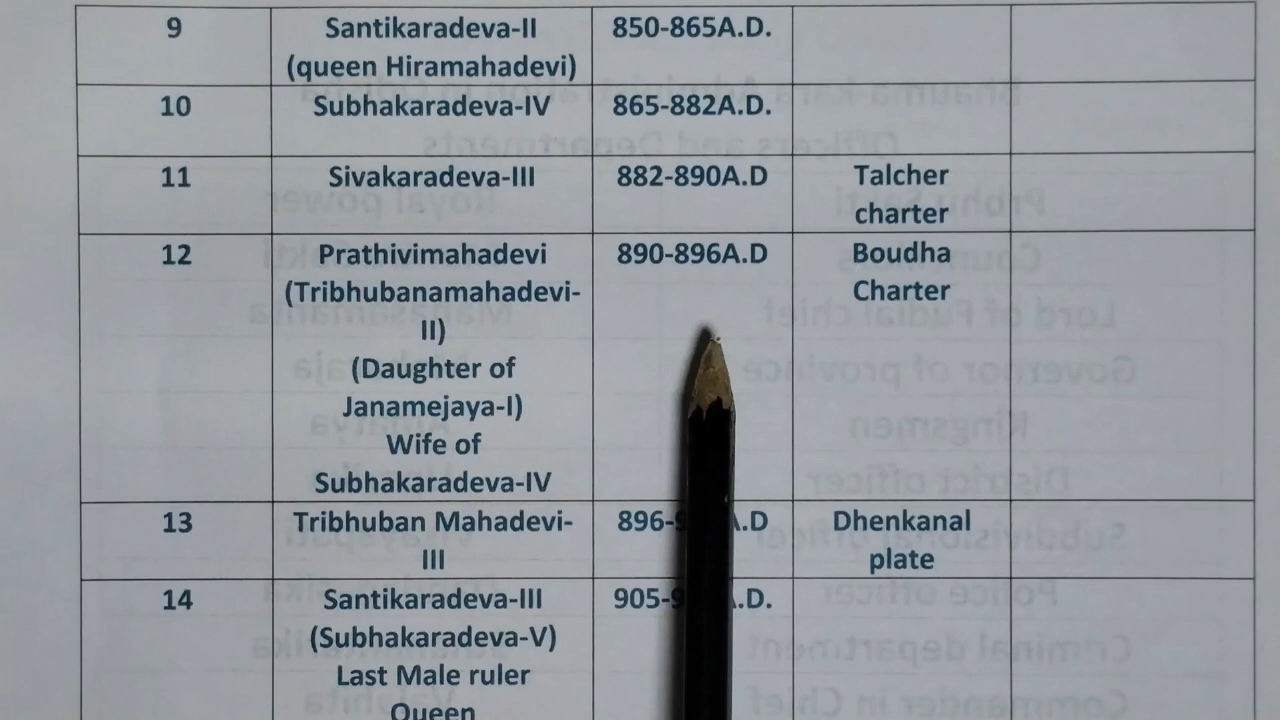 9 Santikaradeva-II 850-865A.D.
(queen Hiramahadevi)
10 Subhakaradeva-IV 865-882A.D.
11 Sivakaradeva-III 882-890A.D Talcher
charter
12 Prathivimahadevi 890-896A.D Boudha
(Tribhubanamahadevi- Charter
II)
(Daughter of
Janamejaya-I)
Wife of
Subhakaradeva-IV
13 Tribhuban Mahadevi- 896- A.D Dhenkanal
III plate
14 Santikaradeva-III 905- A.D.
(Subhakaradeva-V)
Last Male ruler
Queen